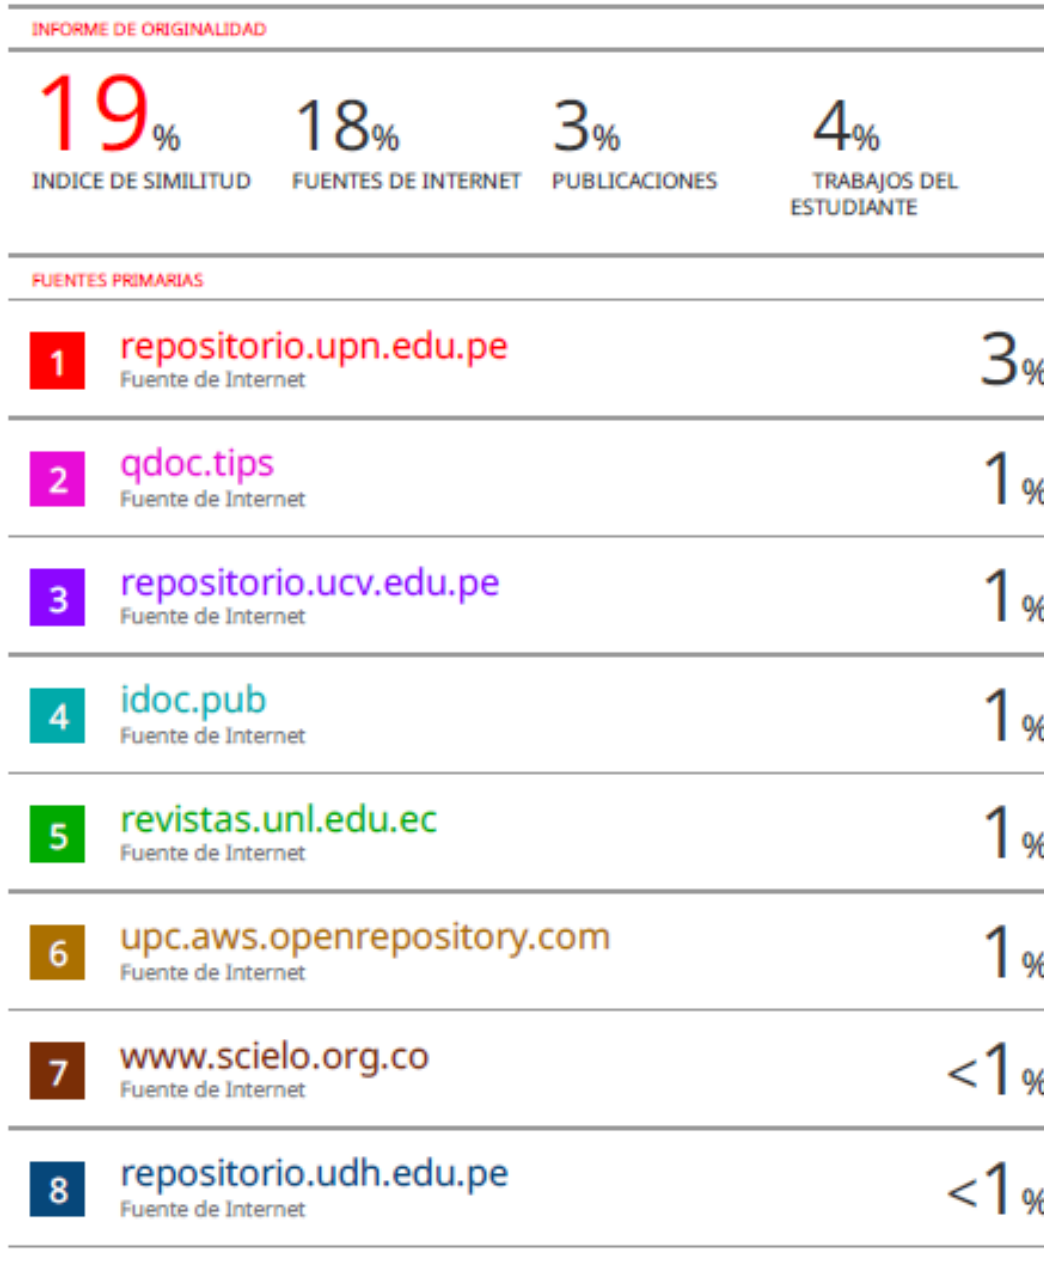 INFORME DE ORIGINALIDAD
19% 18% 3% 4%
INDICE DE SIMILITUD FUENTES DE INTERNET PUBLICACIONES TRABAJOS DEL
ESTUDIANTE
FUENTES PRIMARIAS
1 repositorio.upn.edu.pe 3%
Fuente de Internet
2 qdoc.tips 1%
Fuente de Internet
3 repositorio.ucv.edu.pe 1%
Fuente de Internet
4 idoc.pub 1%
Fuente de Internet
5 revistas.unl.edu.ec 1%
Fuente de Internet
6 upc.aws.openrepository.com 1%
Fuente de Internet
7 www.scielo.org.co <1%
Fuente de Internet
8 repositorio.udh.edu.pe <1%
Fuente de Internet